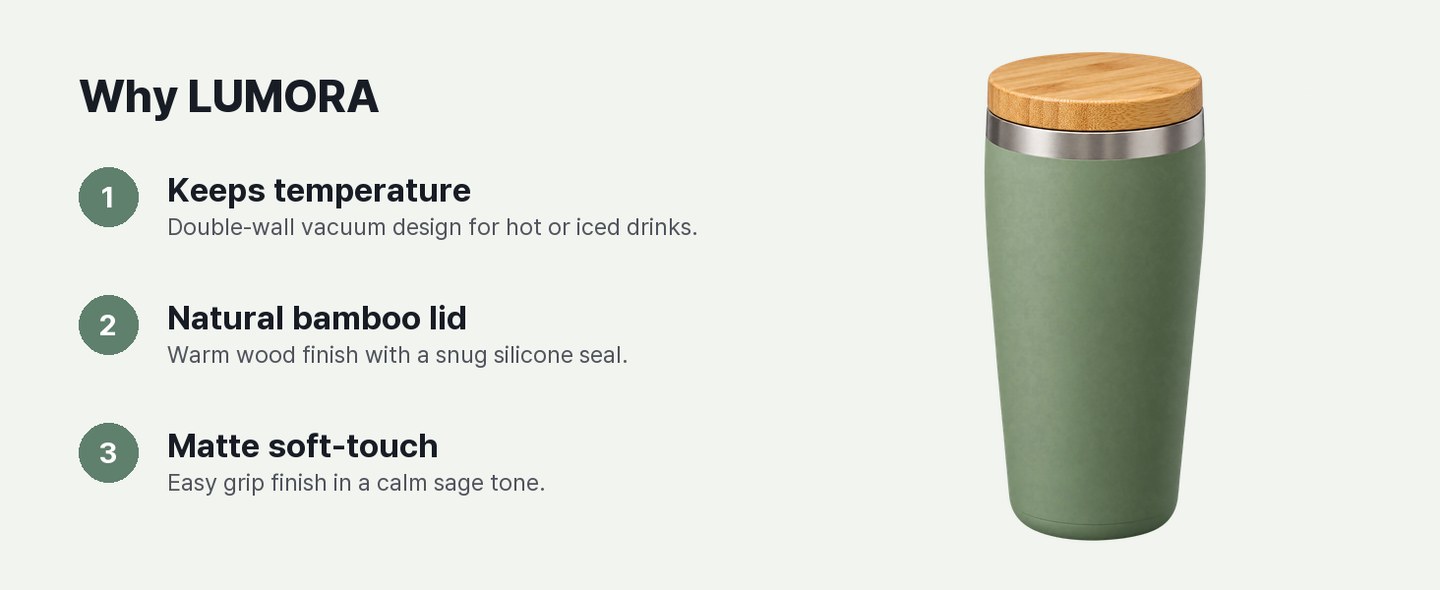 Why LUMORA
1
Keeps temperature
Double-wall vacuum design for hot or iced drinks.
2
Natural bamboo lid
Warm wood finish with a snug silicone seal.
3
Matte soft-touch
Easy grip finish in a calm sage tone.